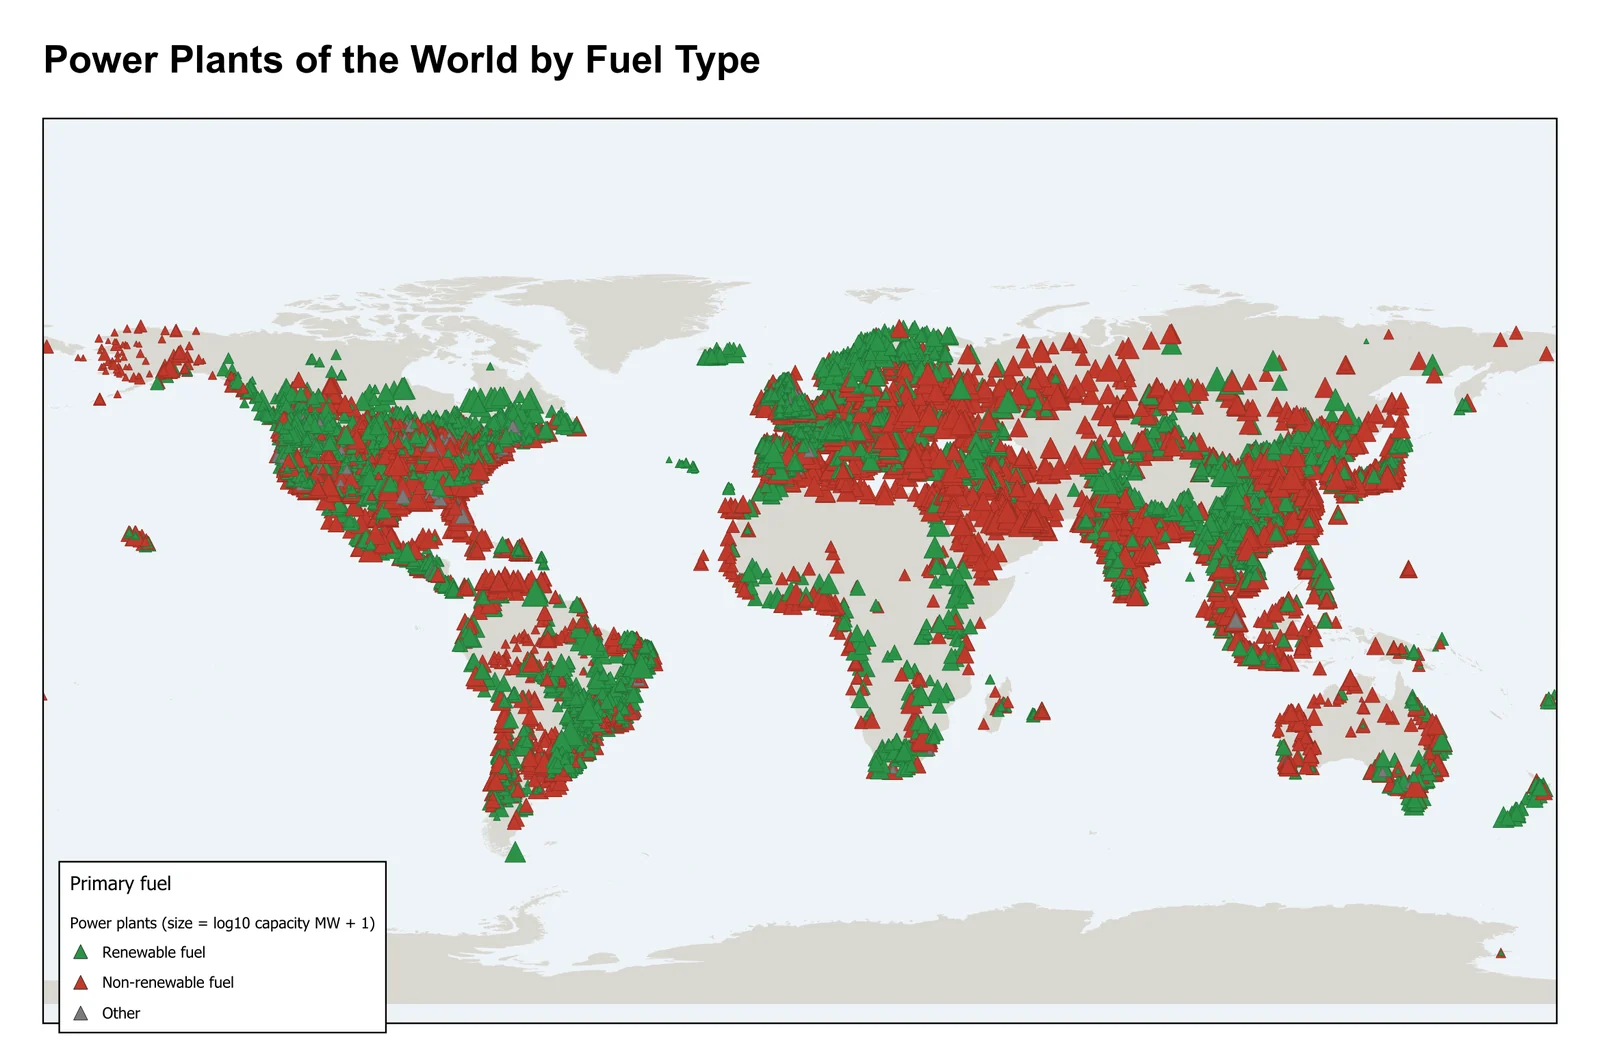 Power Plants of the World by Fuel Type
Primary fuel
Power plants (size = log10 capacity MW + 1)
Renewable fuel
Non-renewable fuel
Other